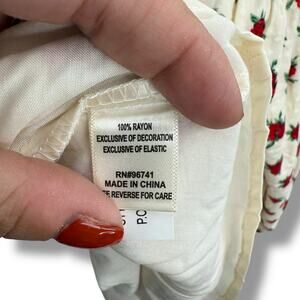 100% RAYON
EXCLUSIVE OF DECORATION
EXCLUSIVE OF ELASTIC
RN#96741
MADE IN CHINA
REVERSE FOR CARE
P.O